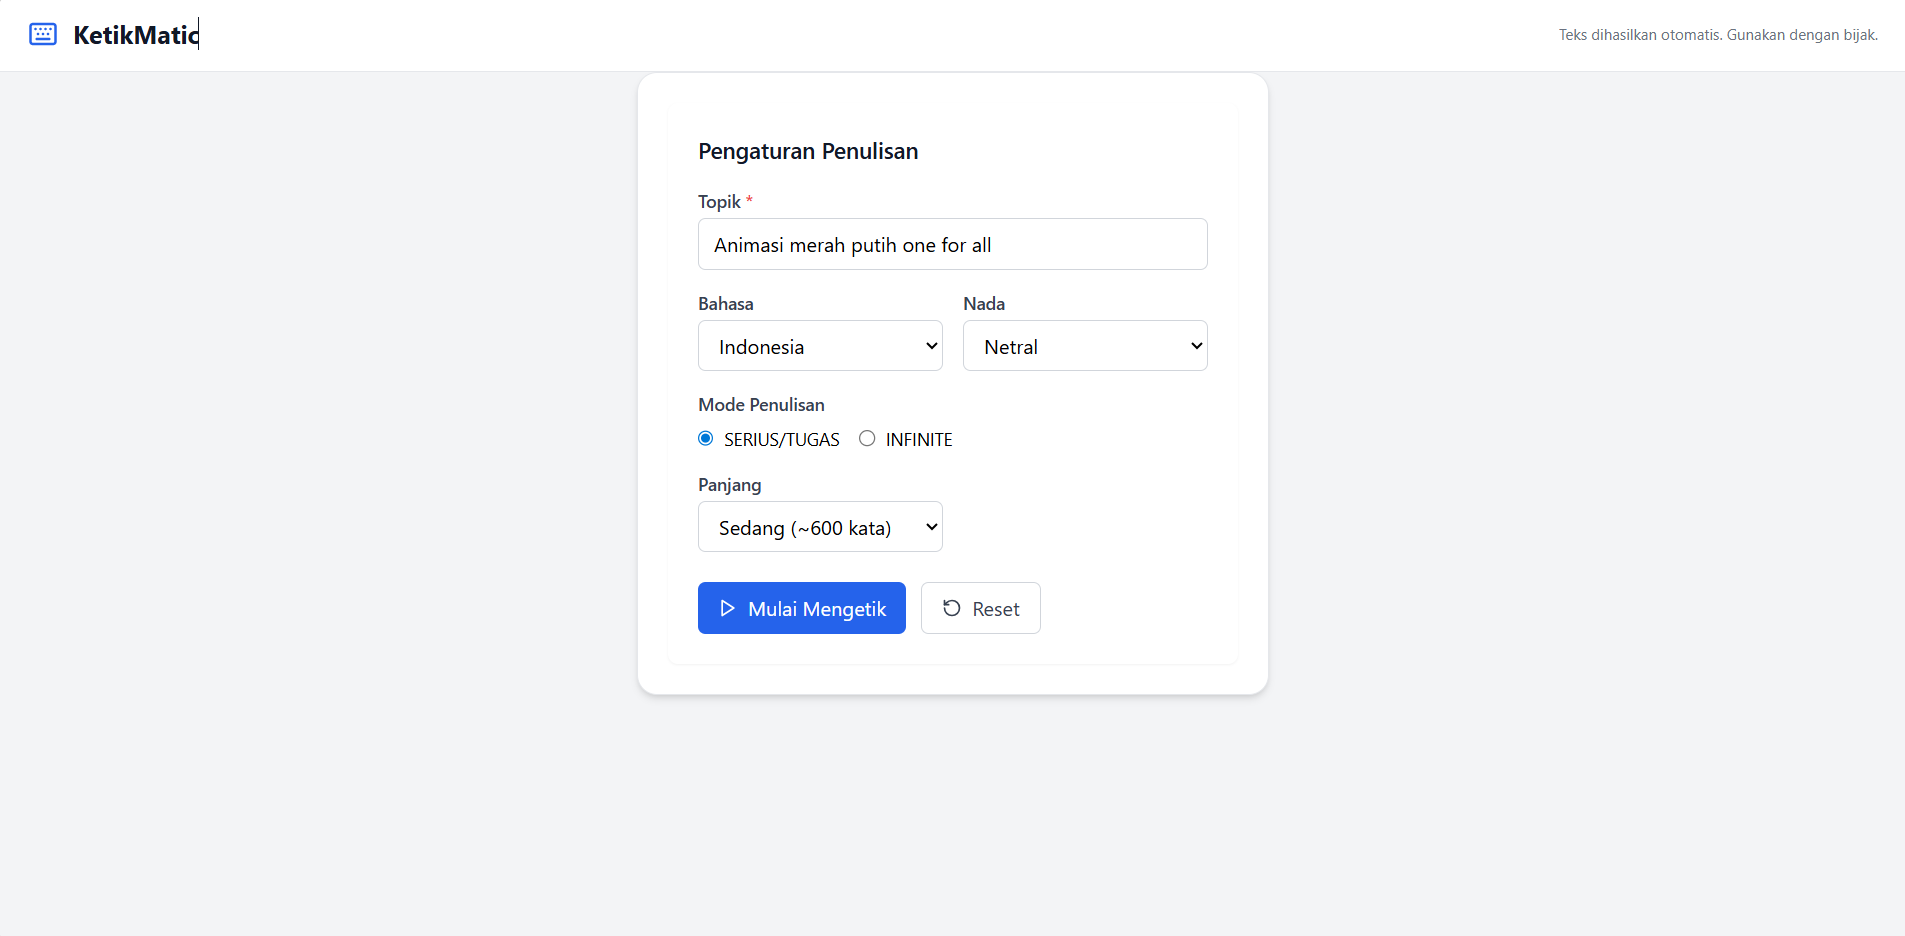 KetikMatic
Teks dihasilkan otomatis. Gunakan dengan bijak.
Pengaturan Penulisan
Topik *
Animasi merah putih one for all
Bahasa
Nada
Indonesia
Netral
Mode Penulisan
SERIUS/TUGAS
INFINITE
Panjang
Sedang (~600 kata)
Mulai Mengetik
Reset